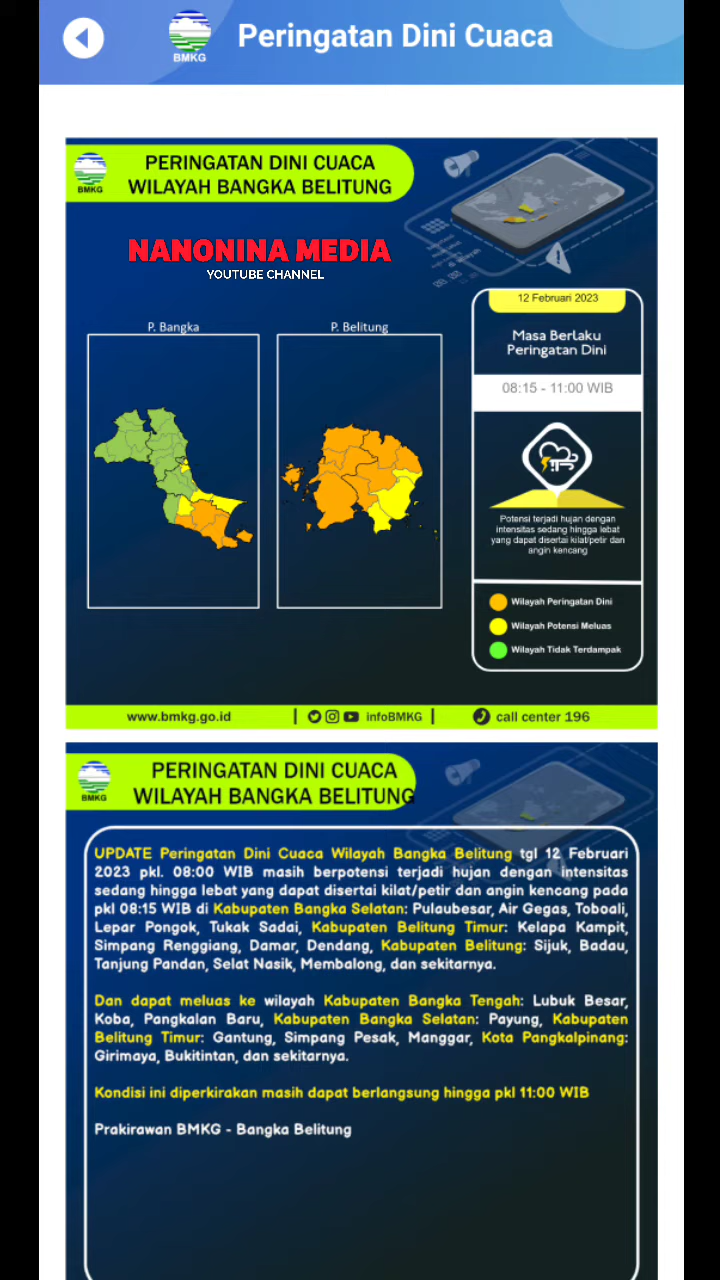 BMKG
Peringatan Dini Cuaca
BMKG
PERINGATAN DINI CUACA
WILAYAH BANGKA BELITUNG
NANONINA MEDIA
YOUTUBE CHANNEL
P. Bangka
P. Belitung
12 Februari 2023
Masa Berlaku
Peringatan Dini
08:15 - 11:00 WIB
Potensi terjadi hujan dengan
intensitas sedang hingga lebat
yang dapat disertai kilat/petir dan
angin kencang
Wilayah Peringatan Dini
Wilayah Potensi Meluas
Wilayah Tidak Terdampak
www.bmkg.go.id | infoBMKG | call center 196
BMKG
PERINGATAN DINI CUACA
WILAYAH BANGKA BELITUNG
UPDATE Peringatan Dini Cuaca Wilayah Bangka Belitung tgl 12 Februari
2023 pkl. 08:00 WIB masih berpotensi terjadi hujan dengan intensitas
sedang hingga lebat yang dapat disertai kilat/petir dan angin kencang pada
pkl 08:15 WIB di Kabupaten Bangka Selatan: Pulaubesar, Air Gegas, Toboali,
Lepar Pongok, Tukak Sadai, Kabupaten Belitung Timur: Kelapa Kampit,
Simpang Renggiang, Damar, Dendang, Kabupaten Belitung: Sijuk, Badau,
Tanjung Pandan, Selat Nasik, Membalong, dan sekitarnya.
Dan dapat meluas ke wilayah Kabupaten Bangka Tengah: Lubuk Besar,
Koba, Pangkalan Baru, Kabupaten Bangka Selatan: Payung, Kabupaten
Belitung Timur: Gantung, Simpang Pesak, Manggar, Kota Pangkalpinang:
Girimaya, Bukitintan, dan sekitarnya.
Kondisi ini diperkirakan masih dapat berlangsung hingga pkl 11:00 WIB
Prakirawan BMKG - Bangka Belitung